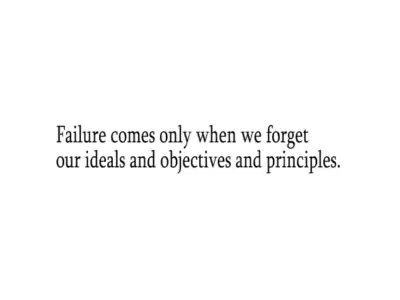 Failure comes only when we forget
our ideals and objectives and principles.